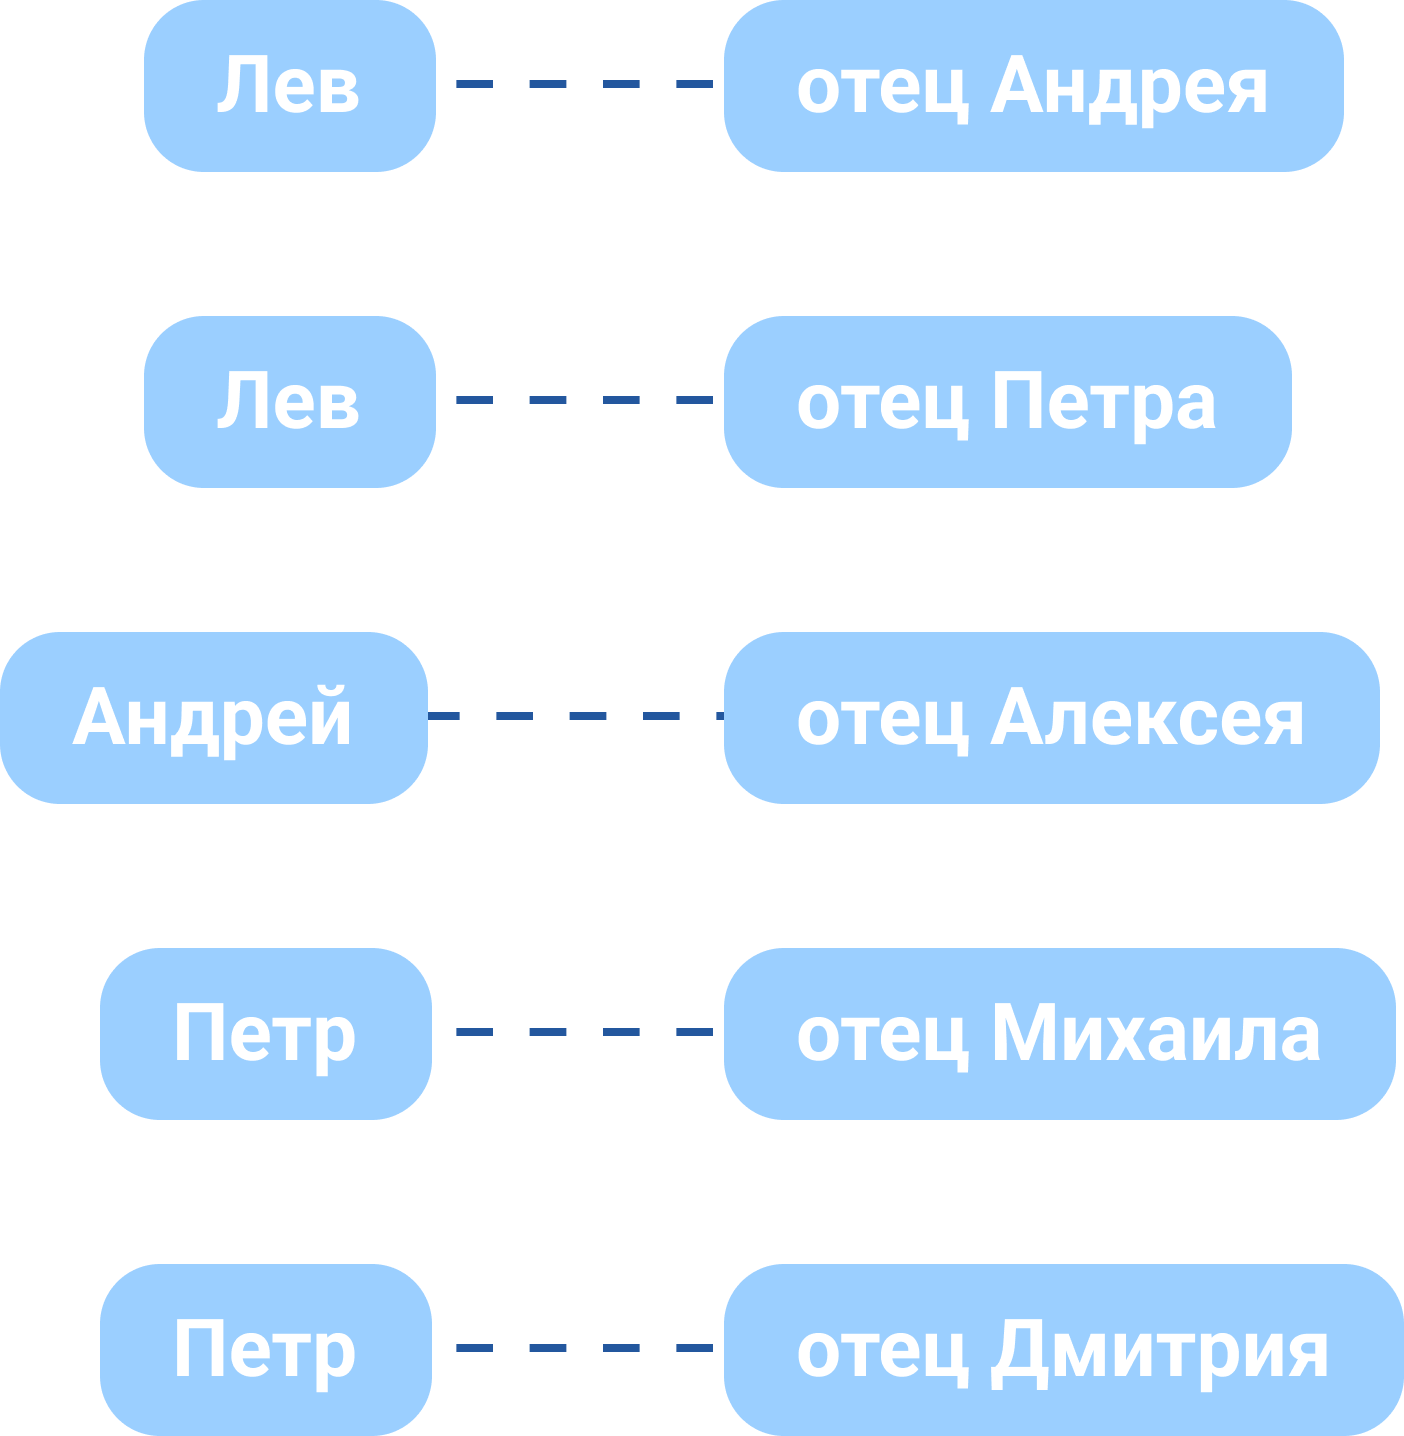 Лев отец Андрея
Лев отец Петра
Андрей отец Алексея
Петр отец Михаила
Петр отец Дмитрия